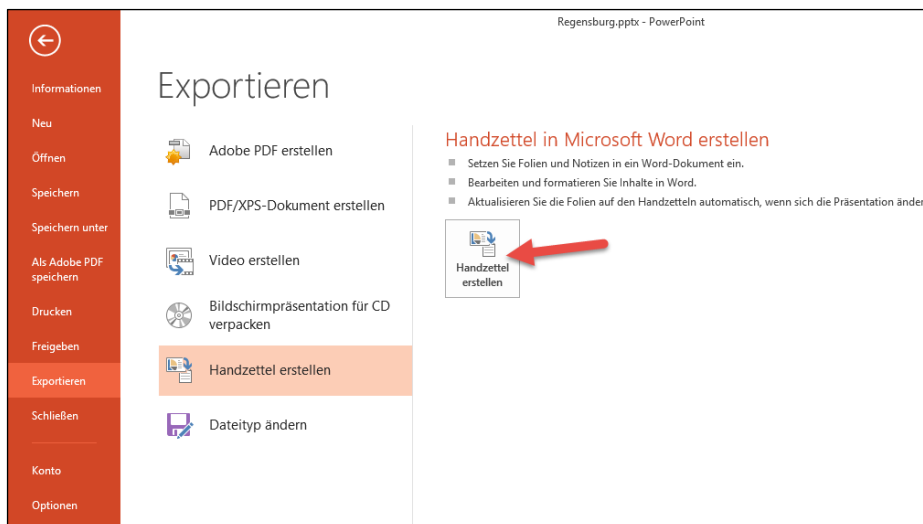 Regensburg.pptx - PowerPoint
Informationen
Neu
Öffnen
Speichern
Speichern unter
Als Adobe PDF
speichern
Drucken
Freigeben
Exportieren
Schließen
Konto
Optionen
Exportieren
Adobe PDF erstellen
PDF/XPS-Dokument erstellen
Video erstellen
Bildschirmpräsentation für CD
verpacken
Handzettel erstellen
Dateityp ändern
Handzettel in Microsoft Word erstellen
Setzen Sie Folien und Notizen in ein Word-Dokument ein.
Bearbeiten und formatieren Sie Inhalte in Word.
Aktualisieren Sie die Folien auf den Handzetteln automatisch, wenn sich die Präsentation änder
Handzettel
erstellen